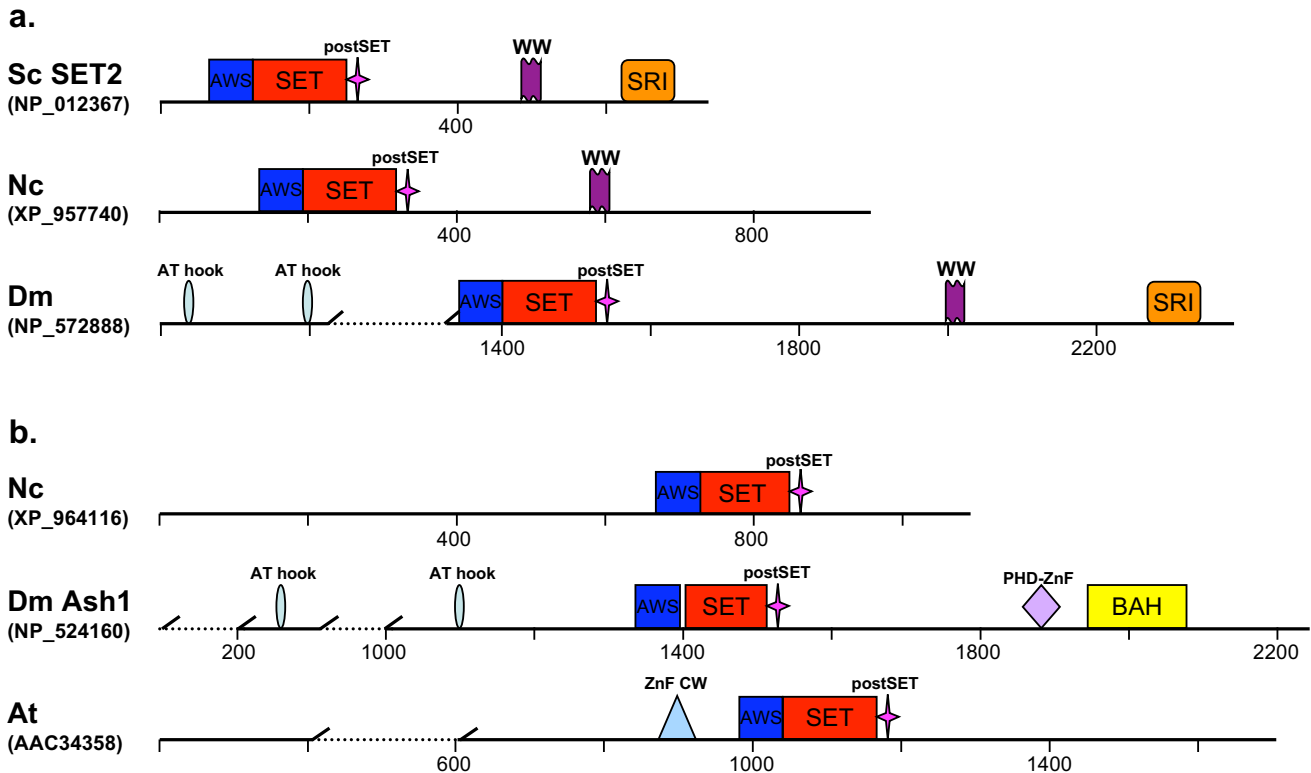 a.
postSET
WW
Sc SET2
AWS
SET
SRI
(NP_012367)
400
postSET
WW
Nc
AWS
SET
(XP_957740)
400
800
AT hook
AT hook
postSET
WW
Dm
AWS
SET
SRI
(NP_572888)
1400
1800
2200
b.
postSET
Nc
AWS
SET
(XP_964116)
400
800
AT hook
AT hook
postSET
PHD-ZnF
Dm Ash1
AWS
SET
BAH
(NP_524160)
200
1000
1400
1800
2200
ZnF CW
postSET
At
AWS
SET
(AAC34358)
600
1000
1400